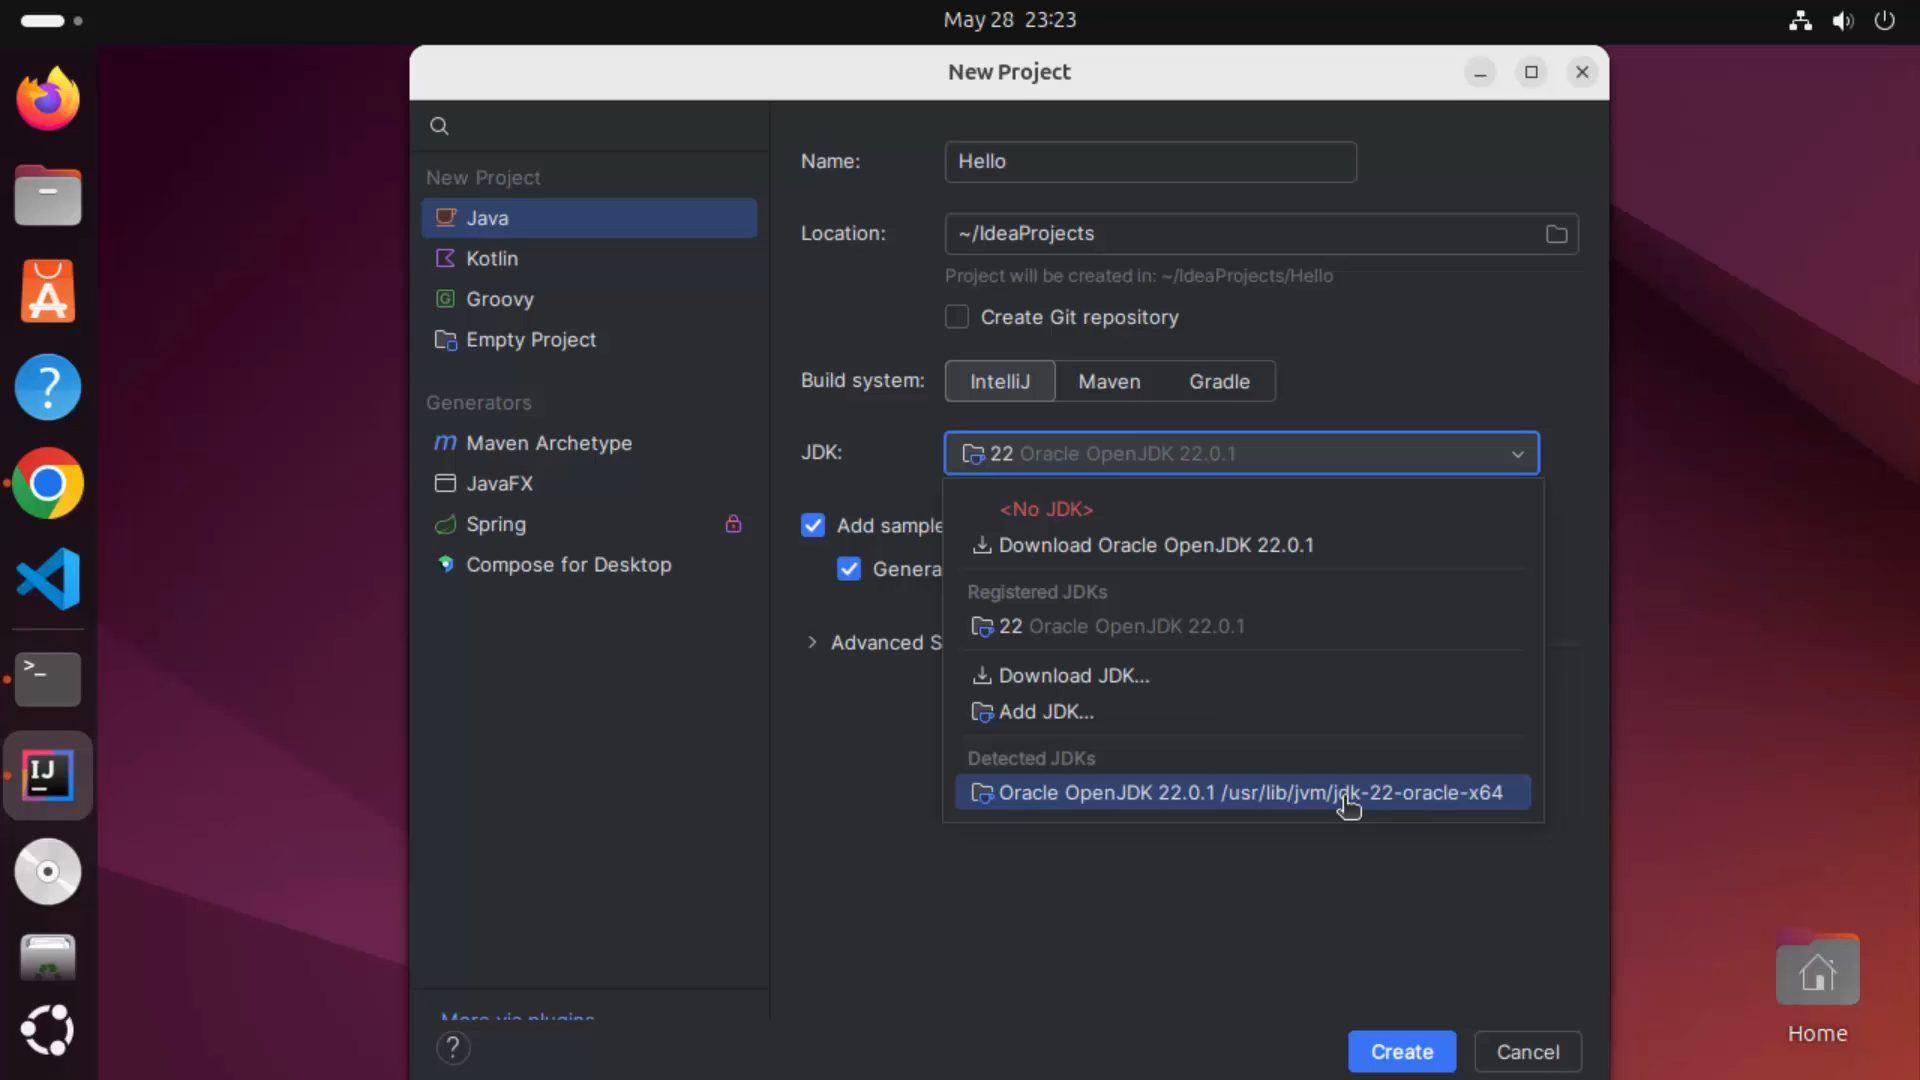 May 28 23:23
New Project
New Project
Java
Kotlin
Groovy
Empty Project
Generators
Maven Archetype
JavaFX
Spring
Compose for Desktop
More via plugins
?
Name:
Hello
Location:
~/IdeaProjects
Project will be created in: ~/IdeaProjects/Hello
Create Git repository
Build system:
IntelliJ
Maven
Gradle
JDK:
22 Oracle OpenJDK 22.0.1
<No JDK>
Download Oracle OpenJDK 22.0.1
Registered JDKs
22 Oracle OpenJDK 22.0.1
Download JDK...
Add JDK...
Detected JDKs
Oracle OpenJDK 22.0.1 /usr/lib/jvm/jdk-22-oracle-x64
Add sample
Genera
Advanced S
Create
Cancel
Home
IJ